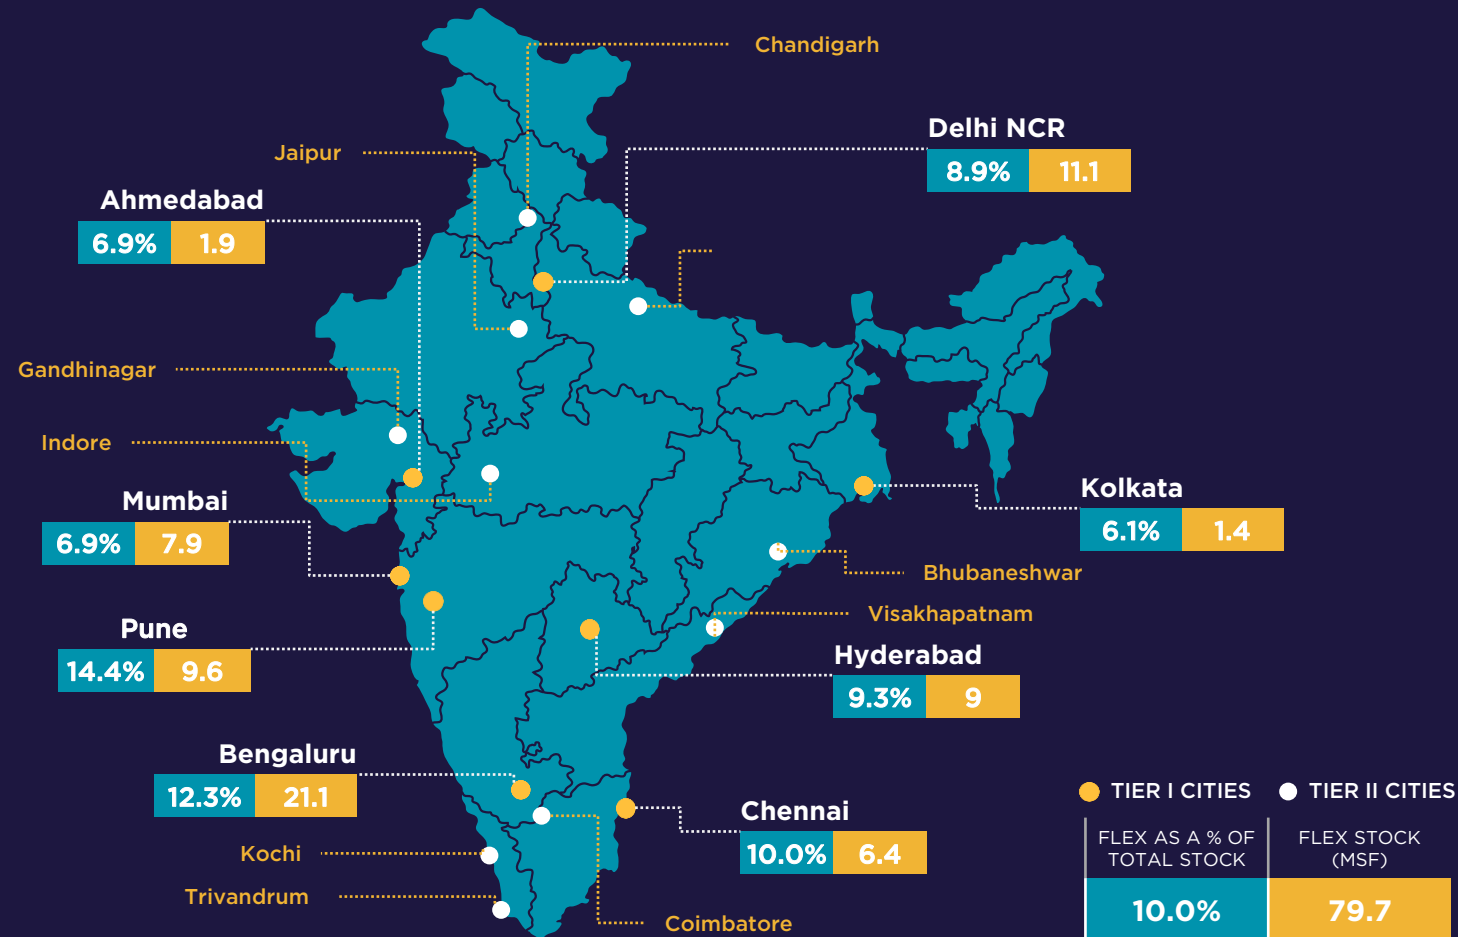 Chandigarh
Delhi NCR
8.9% 11.1
Jaipur
Ahmedabad
6.9% 1.9
Gandhinagar
Indore
Mumbai
6.9% 7.9
Kolkata
6.1% 1.4
Bhubaneshwar
Visakhapatnam
Pune
14.4% 9.6
Hyderabad
9.3% 9
Bengaluru
12.3% 21.1
Chennai
10.0% 6.4
Kochi
Trivandrum
Coimbatore
TIER I CITIES TIER II CITIES
FLEX AS A % OF
TOTAL STOCK
FLEX STOCK
(MSF)
10.0% 79.7